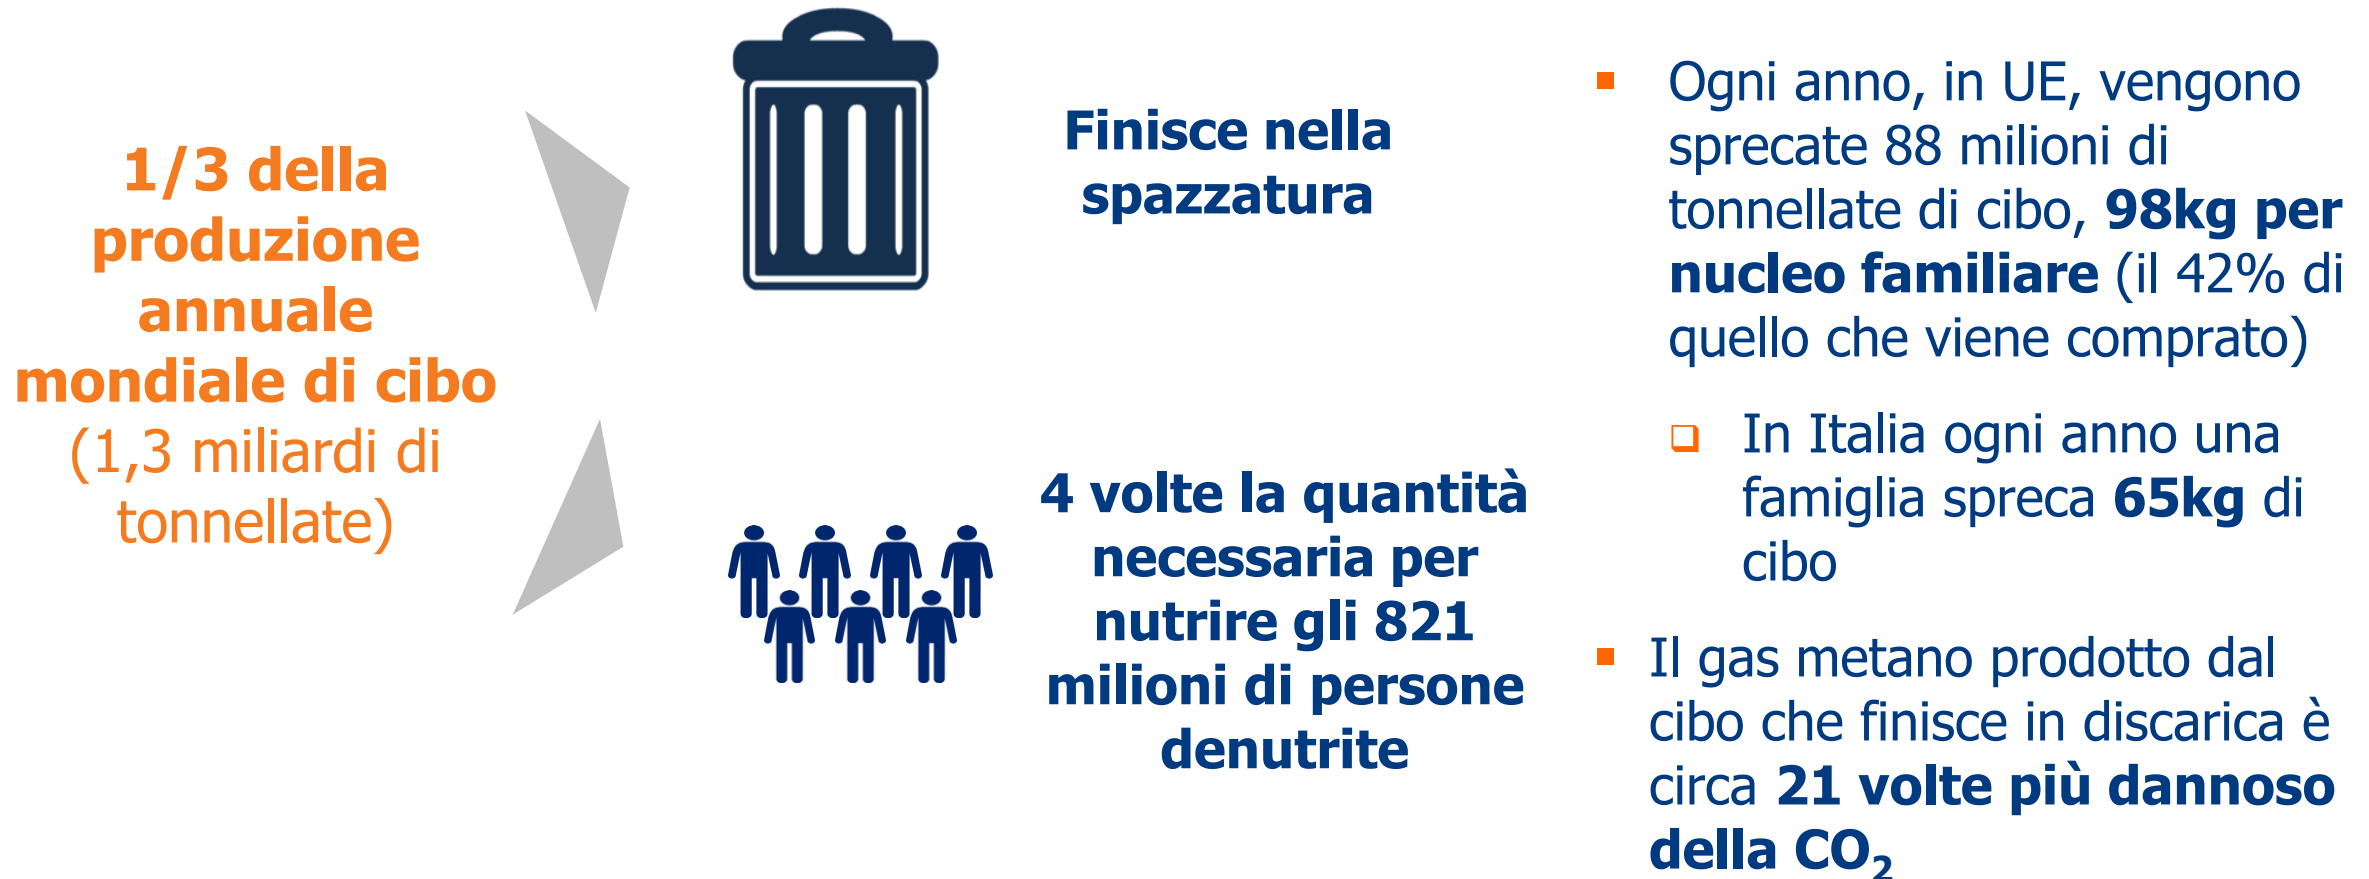 1/3 della
produzione
annuale
mondiale di cibo
(1,3 miliardi di
tonnellate)
Finisce nella
spazzatura
4 volte la quantità
necessaria per
nutrire gli 821
milioni di persone
denutrite
Ogni anno, in UE, vengono
sprecate 88 milioni di
tonnellate di cibo, 98kg per
nucleo familiare (il 42% di
quello che viene comprato)
In Italia ogni anno una
famiglia spreca 65kg di
cibo
Il gas metano prodotto dal
cibo che finisce in discarica è
circa 21 volte più dannoso
della CO₂